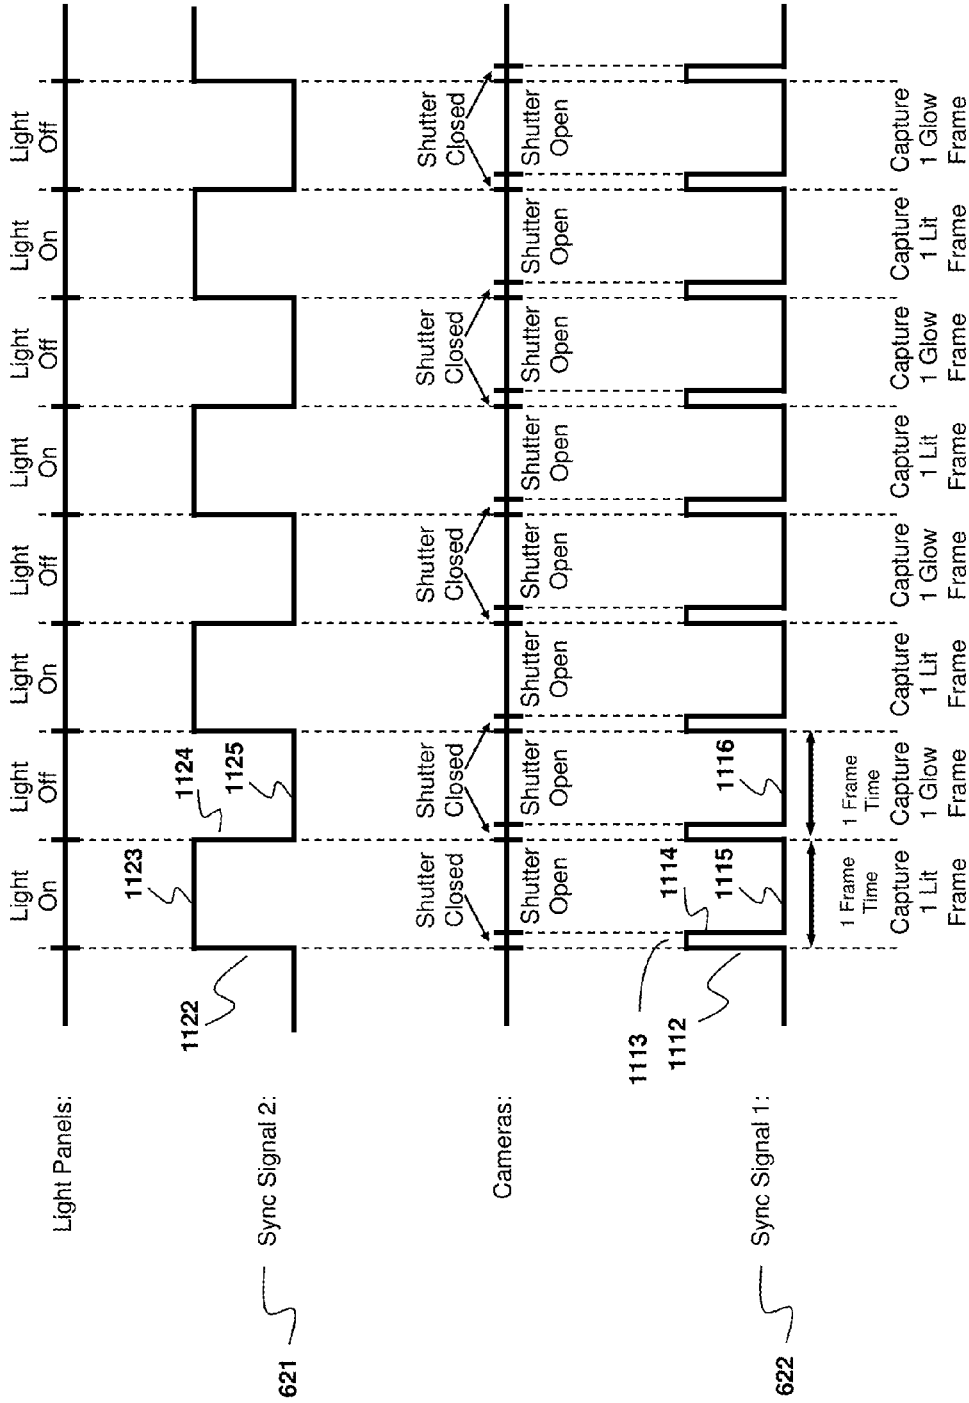 Light Panels:
Light
On
Light
Off
Light
On
Light
Off
Light
On
Light
Off
Light
On
Light
Off
621
Sync Signal 2:
1122
1123
1124
1125
Cameras:
Shutter
Closed
Shutter
Closed
Shutter
Closed
Shutter
Closed
Shutter
Closed
Shutter
Open
Shutter
Open
Shutter
Open
Shutter
Open
Shutter
Open
Shutter
Open
Shutter
Open
Shutter
Open
622
Sync Signal 1:
1113
1112
1114
1115
1116
1 Frame
Time
1 Frame
Time
Capture
1 Lit
Frame
Capture
1 Glow
Frame
Capture
1 Lit
Frame
Capture
1 Glow
Frame
Capture
1 Lit
Frame
Capture
1 Glow
Frame
Capture
1 Lit
Frame
Capture
1 Glow
Frame